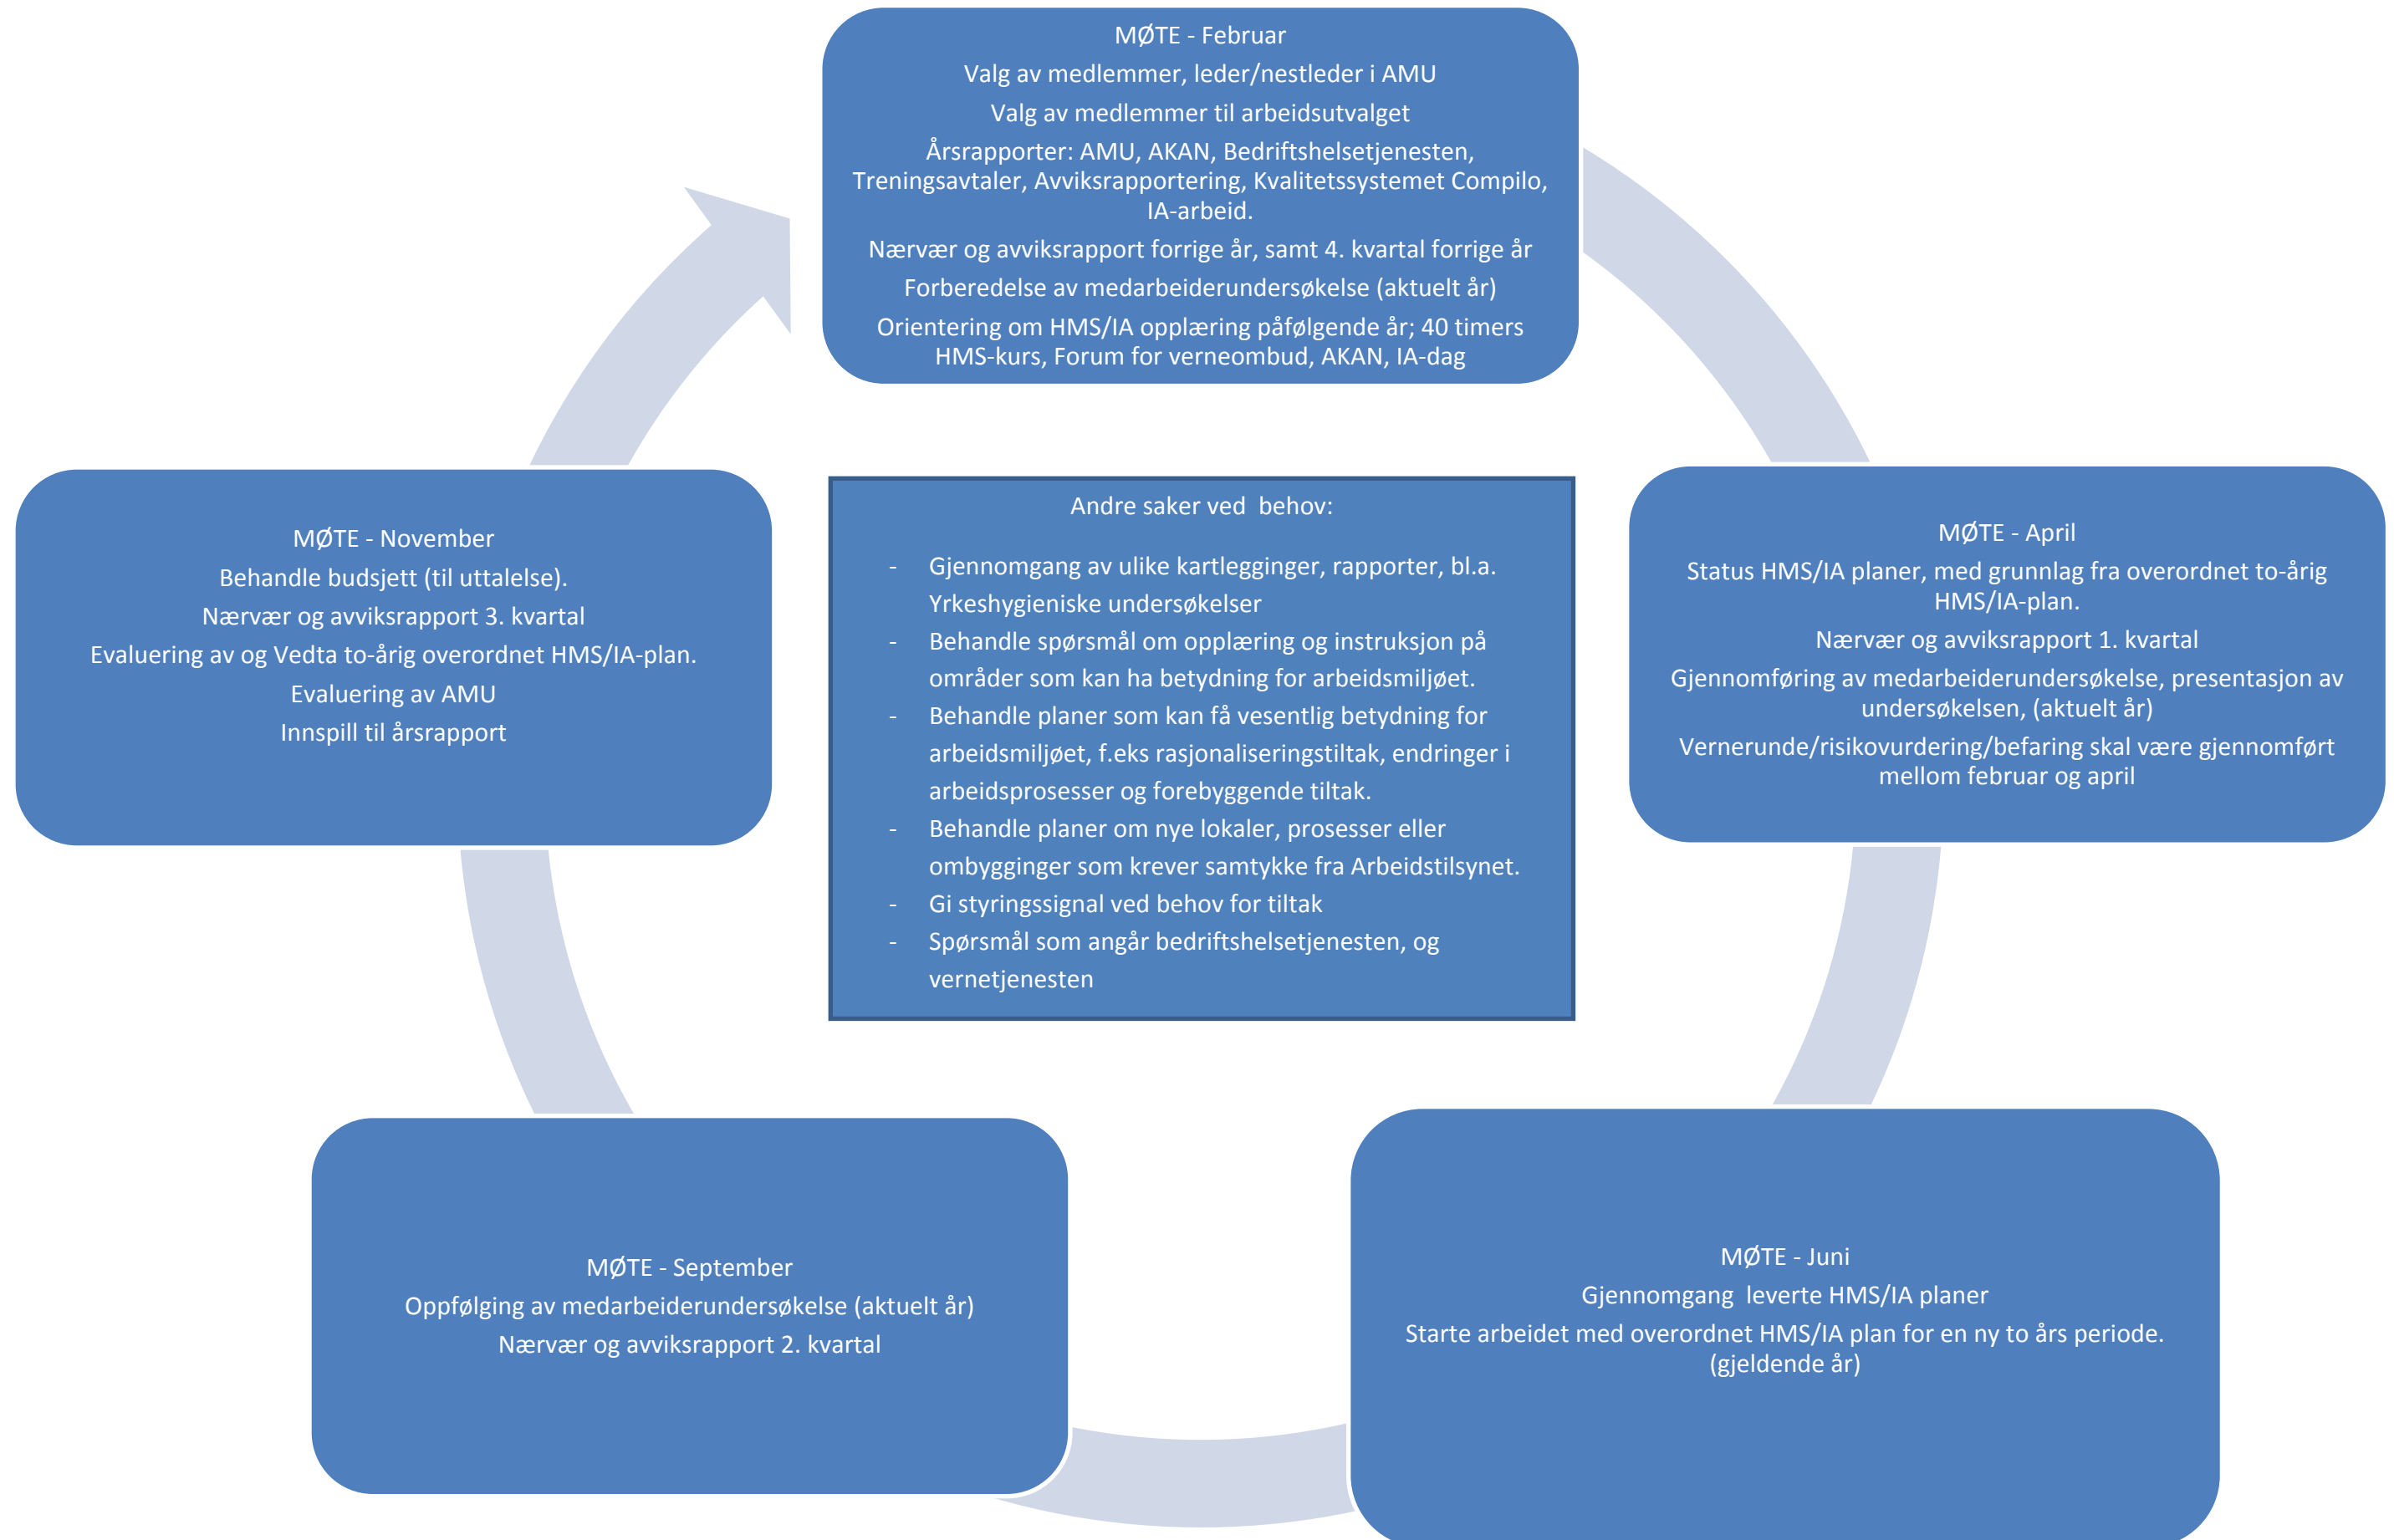 MØTE - Februar
Valg av medlemmer, leder/nestleder i AMU
Valg av medlemmer til arbeidsutvalget
Årsrapporter: AMU, AKAN, Bedriftshelsetjenesten,
Treningsavtaler, Avviksrapportering, Kvalitetssystemet Compilo,
IA-arbeid.
Nærvær og avviksrapport forrige år, samt 4. kvartal forrige år
Forberedelse av medarbeiderundersøkelse (aktuelt år)
Orientering om HMS/IA opplæring påfølgende år; 40 timers
HMS-kurs, Forum for verneombud, AKAN, IA-dag
MØTE - April
Status HMS/IA planer, med grunnlag fra overordnet to-årig
HMS/IA-plan.
Nærvær og avviksrapport 1. kvartal
Gjennomføring av medarbeiderundersøkelse, presentasjon av
undersøkelsen, (aktuelt år)
Vernerunde/risikovurdering/befaring skal være gjennomført
mellom februar og april
MØTE - Juni
Gjennomgang  leverte HMS/IA planer
Starte arbeidet med overordnet HMS/IA plan for en ny to års periode.
(gjeldende år)
MØTE - September
Oppfølging av medarbeiderundersøkelse (aktuelt år)
Nærvær og avviksrapport 2. kvartal
MØTE - November
Behandle budsjett (til uttalelse).
Nærvær og avviksrapport 3. kvartal
Evaluering av og Vedta to-årig overordnet HMS/IA-plan.
Evaluering av AMU
Innspill til årsrapport
Andre saker ved  behov:
- Gjennomgang av ulike kartlegginger, rapporter, bl.a.
Yrkeshygieniske undersøkelser
- Behandle spørsmål om opplæring og instruksjon på
områder som kan ha betydning for arbeidsmiljøet.
- Behandle planer som kan få vesentlig betydning for
arbeidsmiljøet, f.eks rasjonaliseringstiltak, endringer i
arbeidsprosesser og forebyggende tiltak.
- Behandle planer om nye lokaler, prosesser eller
ombygginger som krever samtykke fra Arbeidstilsynet.
- Gi styringssignal ved behov for tiltak
- Spørsmål som angår bedriftshelsetjenesten, og
vernetjenesten